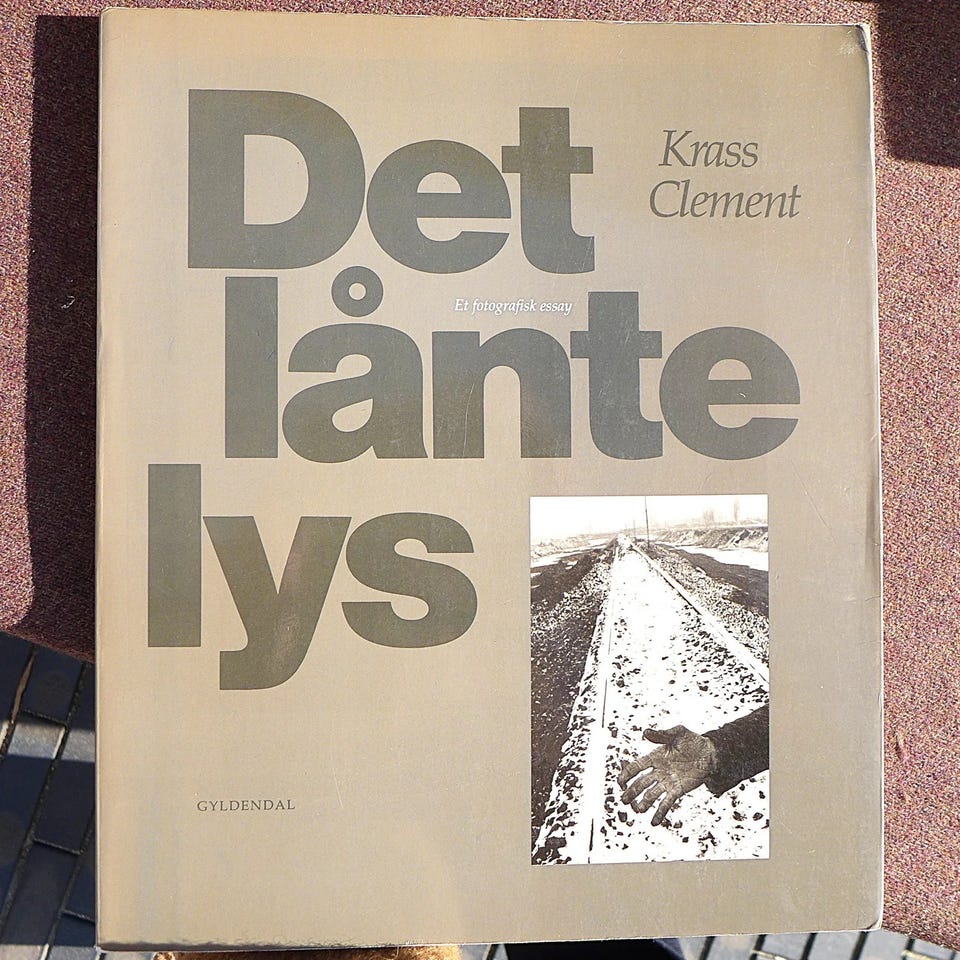 Det
Krass
Clement
Et fotografisk essay
lånte
lys
GYLDENDAL